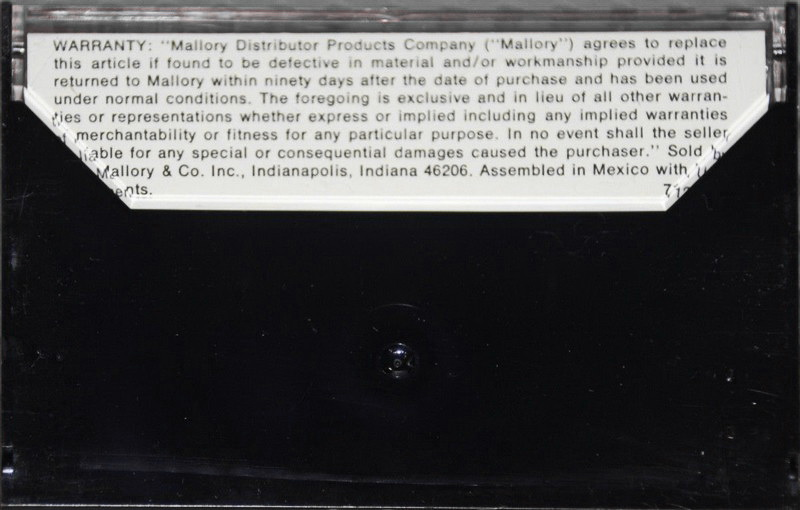 WARRANTY: "Mallory Distributor Products Company ("Mallory") agrees to replace
this article if found to be defective in material and/or workmanship provided it is
returned to Mallory within ninety days after the date of purchase and has been used
under normal conditions. The foregoing is exclusive and in lieu of all other warran-
ties or representations whether express or implied including any implied warranties
merchantability or fitness for any particular purpose. In no event shall the seller
for any special or consequential damages caused the purchaser." Sold
Mallory & Co. Inc., Indianapolis, Indiana 46206. Assembled in Mexico with